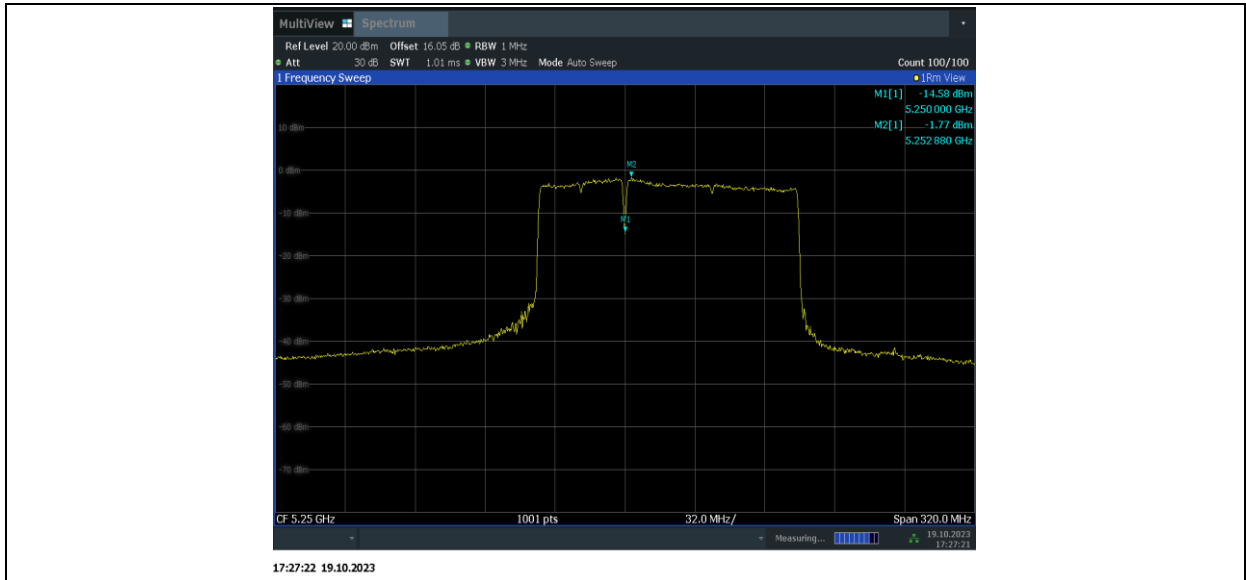 MultiView Spectrum
Ref Level 20.00 dBm Offset 16.05 dB RBW 1 MHz
Att 30 dB SWT 1.01 ms VBW 3 MHz Mode Auto Sweep Count 100/100
1 Frequency Sweep 1Rm View
M1[1] -14.58 dBm
5.250 000 GHz
10 dBm M2[1] -1.77 dBm
5.252 880 GHz
0 dBm M2
-10 dBm M1
-20 dBm
-30 dBm
-40 dBm
-50 dBm
-60 dBm
-70 dBm
CF 5.25 GHz 1001 pts 32.0 MHz/ Span 320.0 MHz
Measuring... 19.10.2023
17:27:21
17:27:22 19.10.2023